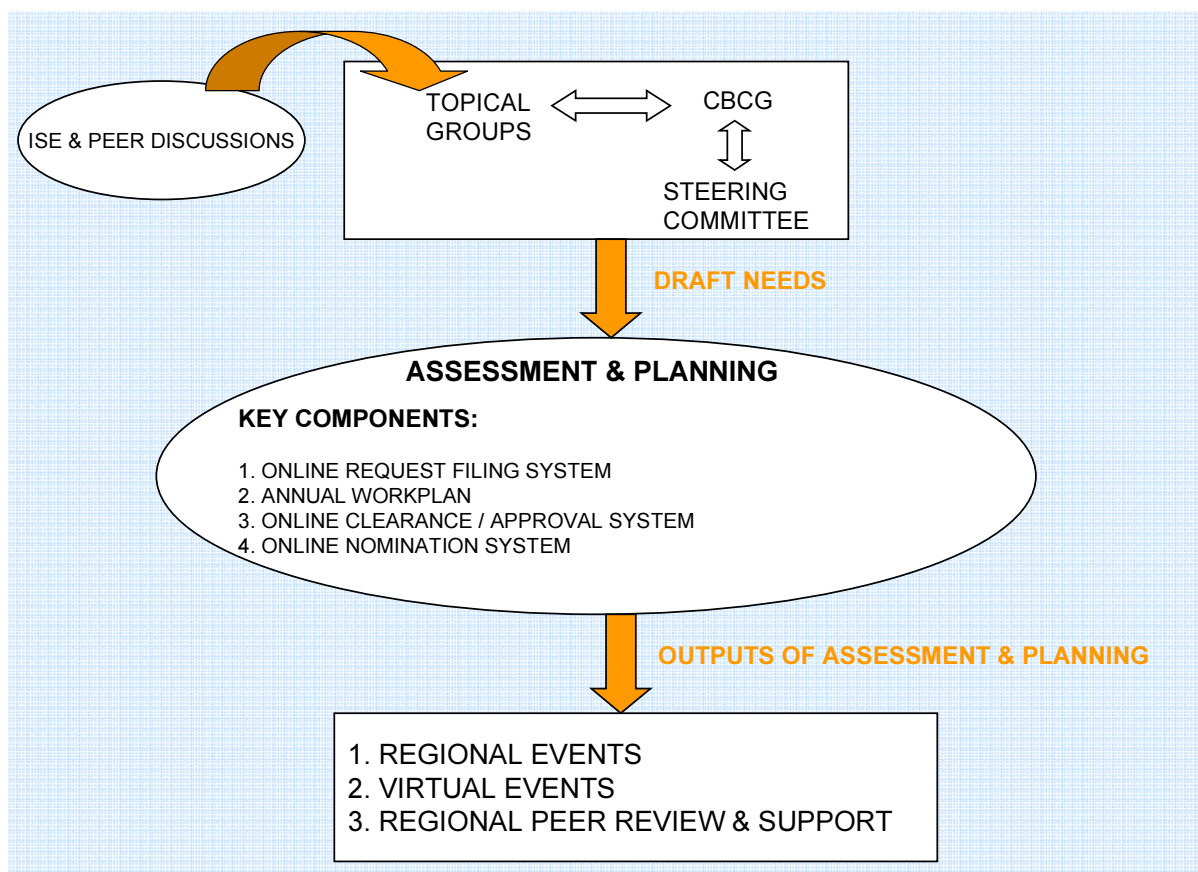 ISE & PEER DISCUSSIONS
TOPICAL
GROUPS
CBCG
STEERING
COMMITTEE
DRAFT NEEDS
ASSESSMENT & PLANNING
KEY COMPONENTS:
1. ONLINE REQUEST FILING SYSTEM
2. ANNUAL WORKPLAN
3. ONLINE CLEARANCE / APPROVAL SYSTEM
4. ONLINE NOMINATION SYSTEM
OUTPUTS OF ASSESSMENT & PLANNING
1. REGIONAL EVENTS
2. VIRTUAL EVENTS
3. REGIONAL PEER REVIEW & SUPPORT